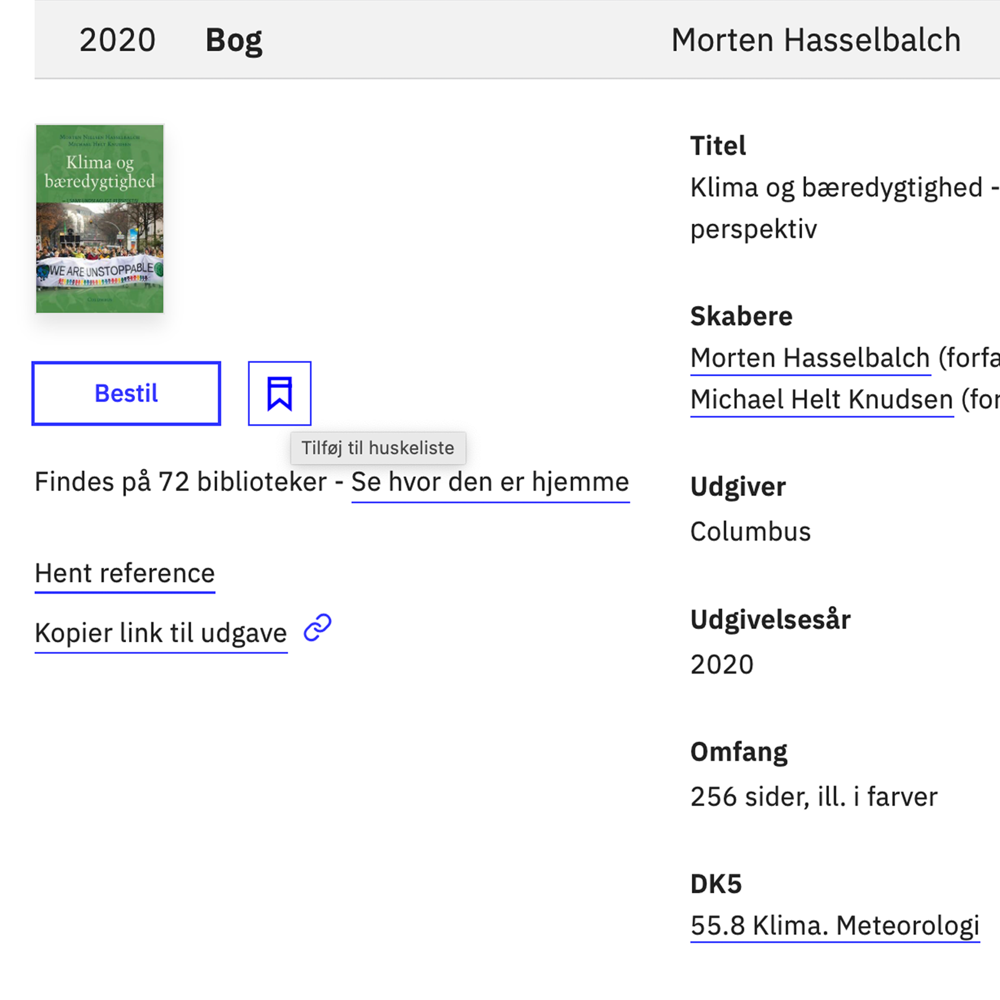 2020 Bog Morten Hasselbalch
MORTEN NIELSEN HASSELBALCH
MICHAEL HELT KNUDSEN
Klima og
bæredygtighed
– I SAMFUNDSFAGLIGT PERSPEKTIV
WE ARE UNSTOPPABLE
COLUMBUS
Bestil
Tilføj til huskeliste
Findes på 72 biblioteker - Se hvor den er hjemme
Hent reference
Kopier link til udgave
Titel
Klima og bæredygtighed -
perspektiv
Skabere
Morten Hasselbalch (forfa
Michael Helt Knudsen (for
Udgiver
Columbus
Udgivelsesår
2020
Omfang
256 sider, ill. i farver
DK5
55.8 Klima. Meteorologi